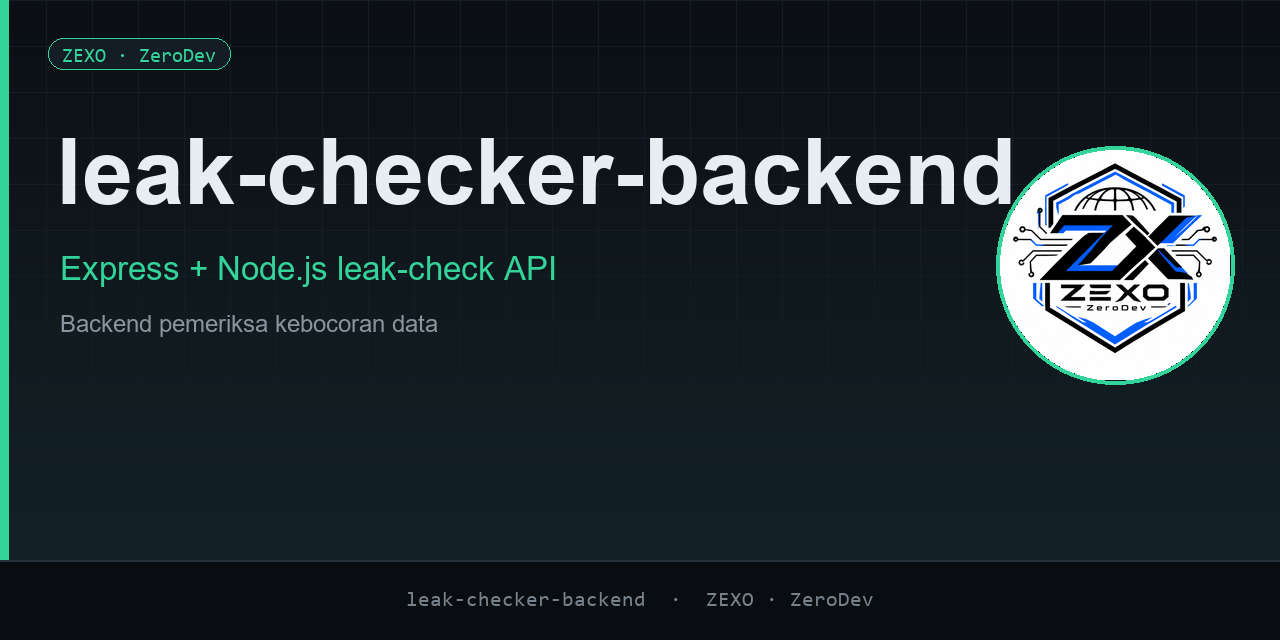 ZEXO · ZeroDev
leak-checker-backend
Express + Node.js leak-check API
Backend pemeriksa kebocoran data
ZX
ZEXO
ZeroDev
leak-checker-backend · ZEXO · ZeroDev